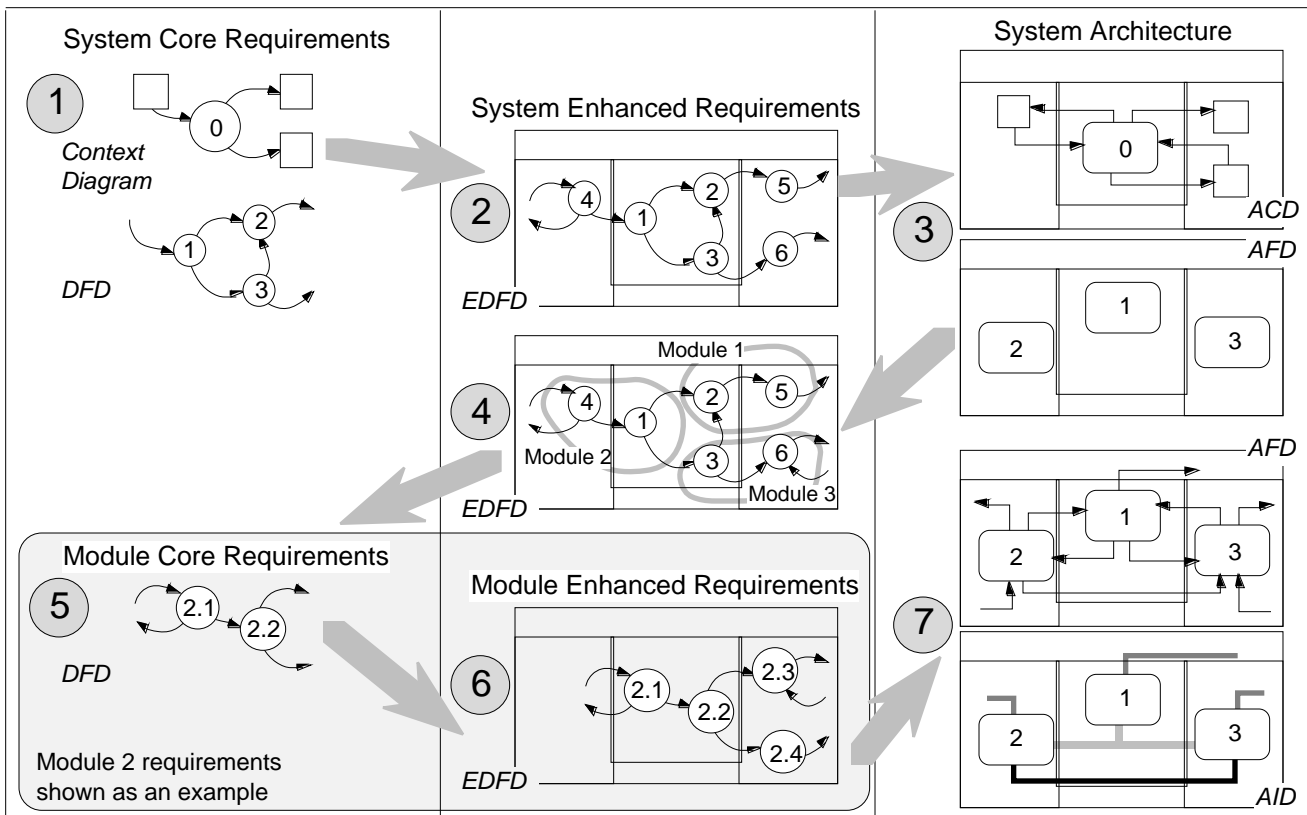 System Core Requirements
1
0
Context
Diagram
1
2
3
DFD
System Enhanced Requirements
2
4
1
2
3
5
6
EDFD
System Architecture
3
0
ACD
AFD
1
2
3
4
Module 1
4
1
2
3
5
6
Module 2
Module 3
EDFD
Module Core Requirements
5
2.1
2.2
DFD
Module 2 requirements
shown as an example
Module Enhanced Requirements
6
2.1
2.2
2.3
2.4
EDFD
7
AFD
1
2
3
1
2
3
AID